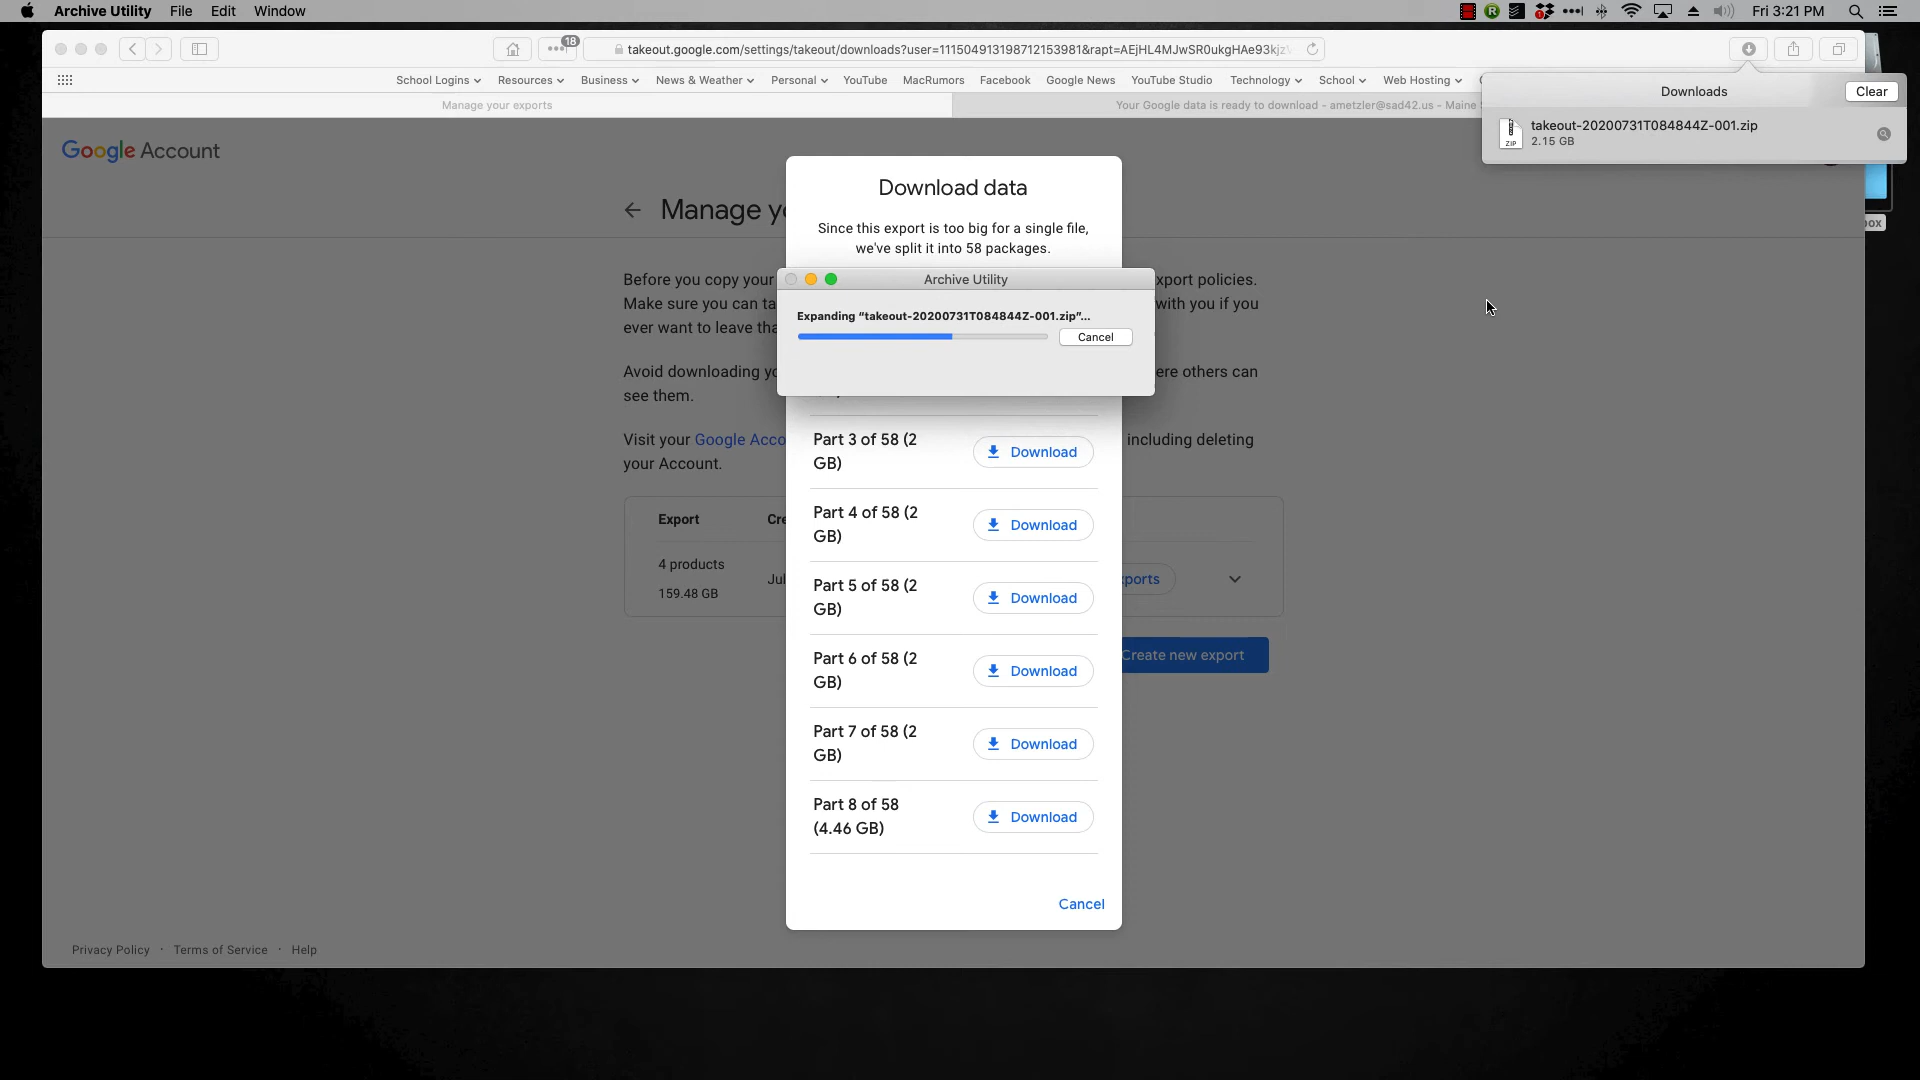 Archive Utility File Edit Window
Fri 3:21 PM
18
takeout.google.com/settings/takeout/downloads?user=111504913198712153981&rapt=AEjHL4MJwSR0ukgHAe93kjz
School Logins Resources Business News & Weather Personal YouTube MacRumors Facebook Google News YouTube Studio Technology School Web Hosting
Manage your exports
Your Google data is ready to download - ametzler@sad42.us - Maine
Downloads
Clear
takeout-20200731T084844Z-001.zip
2.15 GB
ZIP
Google Account
Manage
Before you copy your
xport policies.
Make sure you can
with you if you
ever want to leave
Avoid downloading
ere others can
see them.
Visit your Google
including deleting
your Account.
Export
4 products
159.48 GB
ports
Create new export
Download data
Since this export is too big for a single file,
we've split it into 58 packages.
Archive Utility
Expanding “takeout-20200731T084844Z-001.zip”...
Cancel
Part 3 of 58 (2
GB)
Download
Part 4 of 58 (2
GB)
Download
Part 5 of 58 (2
GB)
Download
Part 6 of 58 (2
GB)
Download
Part 7 of 58 (2
GB)
Download
Part 8 of 58
(4.46 GB)
Download
Cancel
box
Privacy Policy · Terms of Service · Help